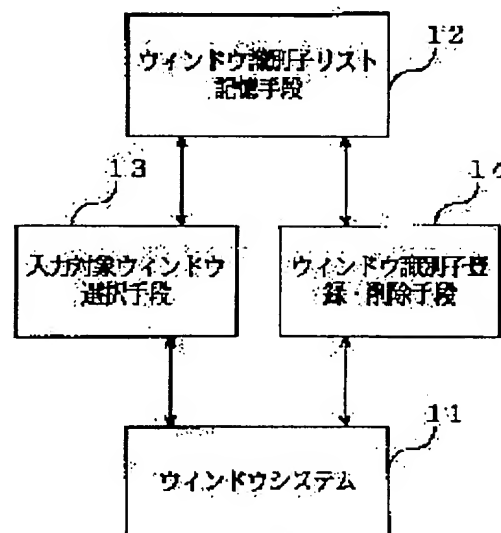 12
ウィンドウ識別子リスト
記憶手段
13
14
入力対象ウィンドウ
選択手段
ウィンドウ識別子登
録・削除手段
11
ウィンドウシステム